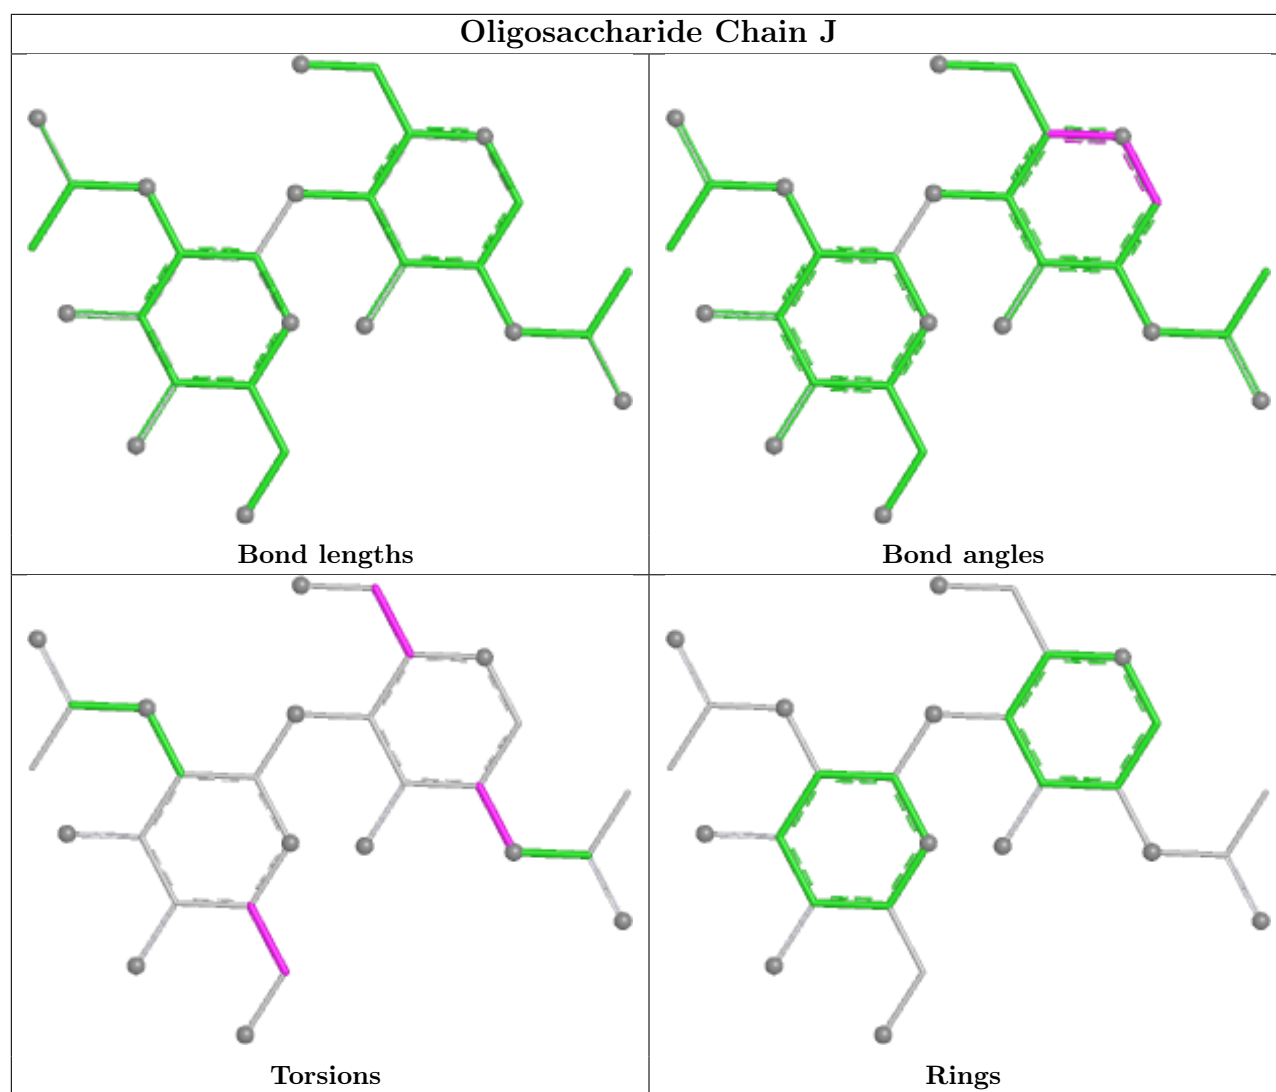 Oligosaccharide Chain J
Bond lengths
Bond angles
Torsions
Rings